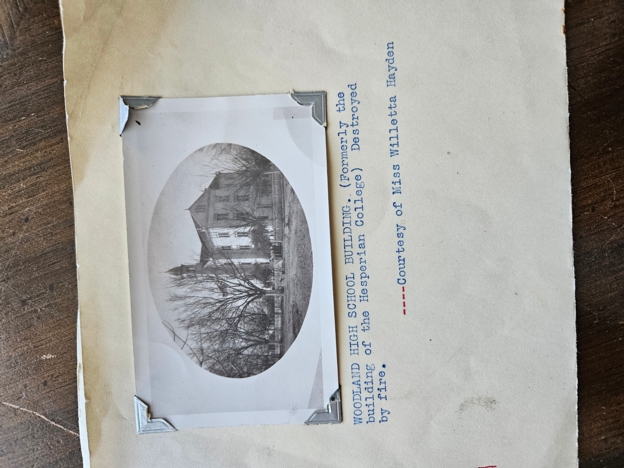 WOODLAND HIGH SCHOOL BUILDING. (Formerly the
building of the Hesperian College) Destroyed
by fire.
----Courtesy of Miss Willetta Hayden